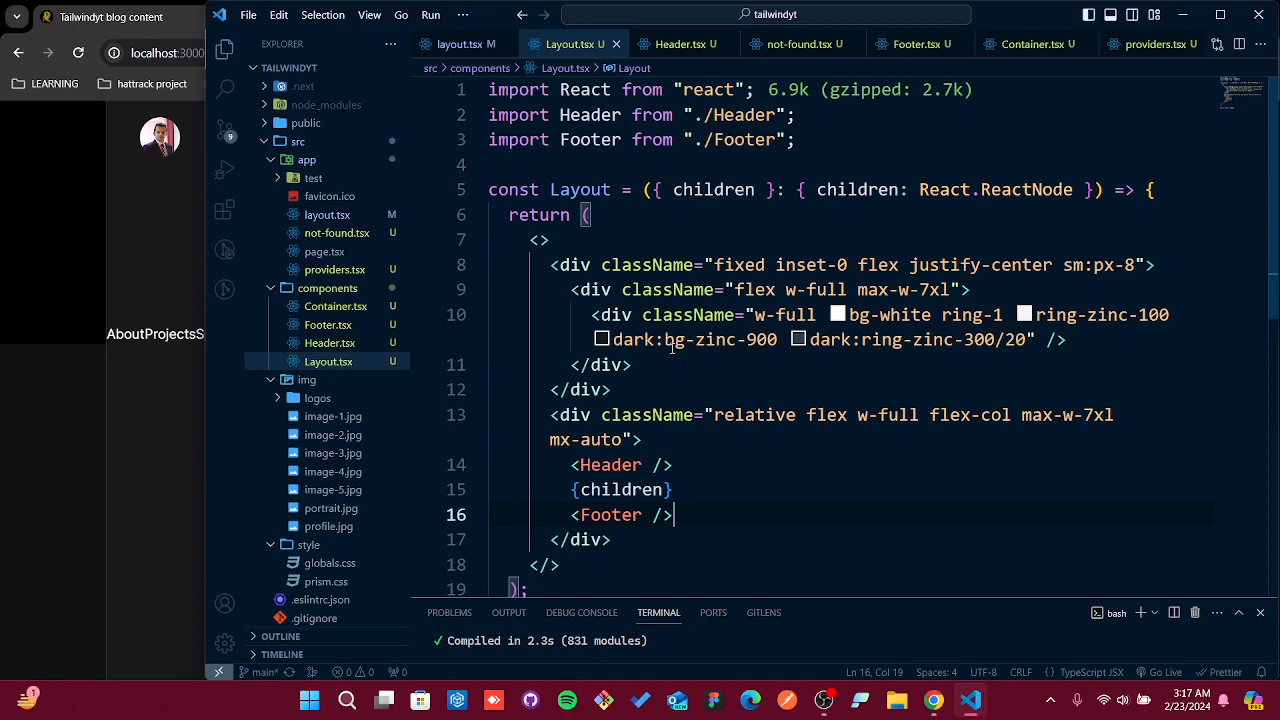 Tailwindyt blog content
File Edit Selection View Go Run
tailwindyt
localhost:3000
LEARNING hattrack project
AboutProjectsS
EXPLORER
TAILWINDYT
.next
node_modules
public
src
app
test
favicon.ico
layout.tsx M
not-found.tsx U
page.tsx
providers.tsx U
components
Container.tsx U
Footer.tsx U
Header.tsx U
Layout.tsx U
img
logos
image-1.jpg
image-2.jpg
image-3.jpg
image-4.jpg
image-5.jpg
portrait.jpg
profile.jpg
style
globals.css
prism.css
.eslintrc.json
.gitignore
OUTLINE
TIMELINE
9
layout.tsx M Layout.tsx U Header.tsx U not-found.tsx U Footer.tsx U Container.tsx U providers.tsx U
src > components > Layout.tsx > Layout
1 import React from "react"; 6.9k (gzipped: 2.7k)
2 import Header from "./Header";
3 import Footer from "./Footer";
4
5 const Layout = ({ children }: { children: React.ReactNode }) => {
6 return (
7 <>
8 <div className="fixed inset-0 flex justify-center sm:px-8">
9 <div className="flex w-full max-w-7xl">
10 <div className="w-full bg-white ring-1 ring-zinc-100
dark:bg-zinc-900 dark:ring-zinc-300/20" />
11 </div>
12 </div>
13 <div className="relative flex w-full flex-col max-w-7xl
mx-auto">
14 <Header />
15 {children}
16 <Footer />
17 </div>
18 </>
19 );
PROBLEMS OUTPUT DEBUG CONSOLE TERMINAL PORTS GITLENS
bash
✓ Compiled in 2.3s (831 modules)
main* 0 0 0 Ln 16, Col 19 Spaces: 4 UTF-8 CRLF { } TypeScript JSX Go Live Prettier
1
NEW
3:17 AM
2/23/2024
PRE